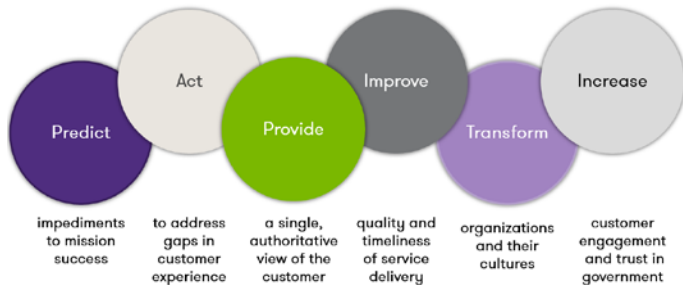 Predict
impediments
to mission
success
Act
to address
gaps in
customer
experience
Provide
a single,
authoritative
view of the
customer
Improve
quality and
timeliness
of service
delivery
Transform
organizations
and their
cultures
Increase
customer
engagement
and trust in
government